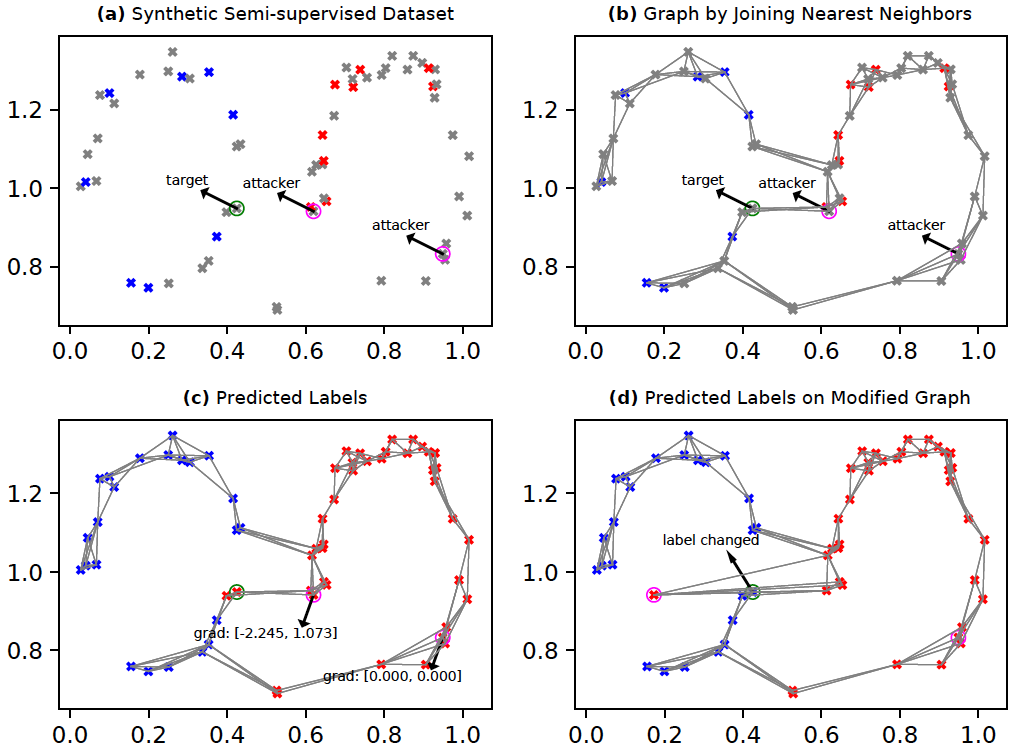 (a) Synthetic Semi-supervised Dataset
(b) Graph by Joining Nearest Neighbors
1.2
1.0
0.8
target
attacker
attacker
0.0 0.2 0.4 0.6 0.8 1.0
1.2
1.0
0.8
target
attacker
attacker
0.0 0.2 0.4 0.6 0.8 1.0
(c) Predicted Labels
(d) Predicted Labels on Modified Graph
1.2
1.0
0.8
grad: [-2.245, 1.073]
grad: [0.000, 0.000]
0.0 0.2 0.4 0.6 0.8 1.0
1.2
1.0
0.8
label changed
0.0 0.2 0.4 0.6 0.8 1.0